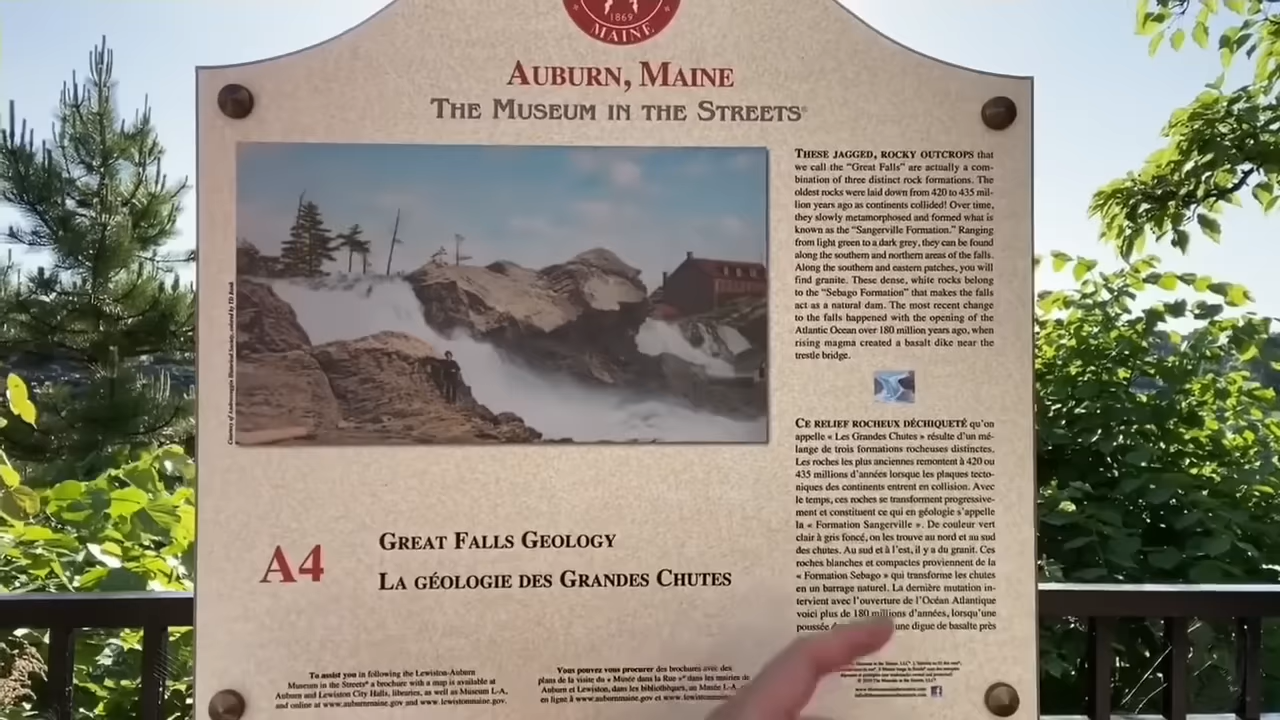 1869
MAINE
AUBURN, MAINE
THE MUSEUM IN THE STREETS®
THESE JAGGED, ROCKY OUTCROPS that
we call the “Great Falls” are actually a com-
bination of three distinct rock formations. The
oldest rocks were laid down from 420 to 435 mil-
lion years ago as continents collided! Over time,
they slowly metamorphosed and formed what is
known as the “Sangerville Formation.” Ranging
from light green to a dark grey, they can be found
along the southern and northern areas of the falls.
Along the southern and eastern patches, you will
find granite. These dense, white rocks belong
to the “Sebago Formation” that makes the falls
act as a natural dam. The most recent change
to the falls happened with the opening of the
Atlantic Ocean over 180 million years ago, when
rising magma created a basalt dike near the
trestle bridge.
CE RELIEF ROCHEUX DÉCHIQUETÉ qu’on
appelle « Les Grandes Chutes » résulte d’un mé-
lange de trois formations rocheuses distinctes.
Les roches les plus anciennes remontent à 420 ou
435 millions d’années lorsque les plaques tecto-
niques des continents entrent en collision. Avec
le temps, ces roches se transforment progressive-
ment et constituent ce qui en géologie s’appelle
la « Formation Sangerville ». De couleur vert
clair à gris foncé, on les trouve au nord et au sud
des chutes. Au sud et à l’est, il y a du granit. Ces
roches blanches et compactes proviennent de la
« Formation Sebago » qui transforme les chutes
en un barrage naturel. La dernière mutation in-
tervient avec l’ouverture de l’Océan Atlantique
voici plus de 180 millions d’années, lorsqu’une
poussée une digue de basalte près
Courtesy of Androscoggin Historical Society, colored by
A4
GREAT FALLS GEOLOGY
LA GÉOLOGIE DES GRANDES CHUTES
To assist you in following the Lewiston-Auburn
Museum in the Streets® a brochure with a map is available at
Auburn and Lewiston City Halls, libraries, as well as Museum L-A,
and online at www.auburnmaine.gov and www.lewistonmaine.gov.
Vous pouvez vous procurer des brochures avec des
plans de la visite du « Musée dans la Rue »® dans les mairies de
Auburn et Lewiston, dans les bibliothèques, au Musée L-A,
en ligne à www.auburnmaine.gov et www.lewistonmaine